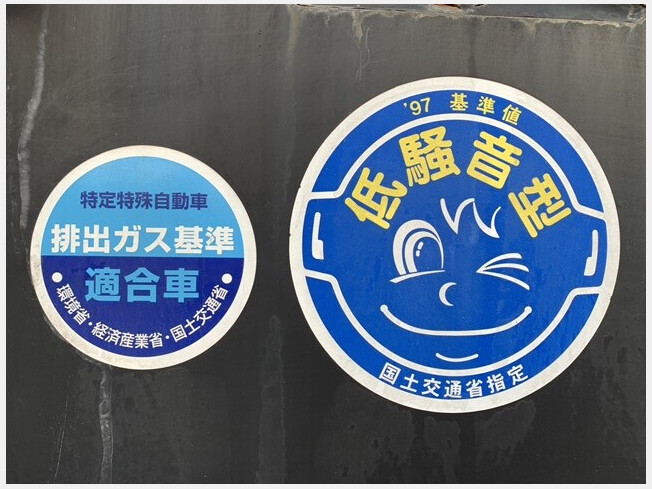 特定特殊自動車
排出ガス基準
適合車
環境省・経済産業省・国土交通省
'97 基準値
低騒音型
国土交通省指定